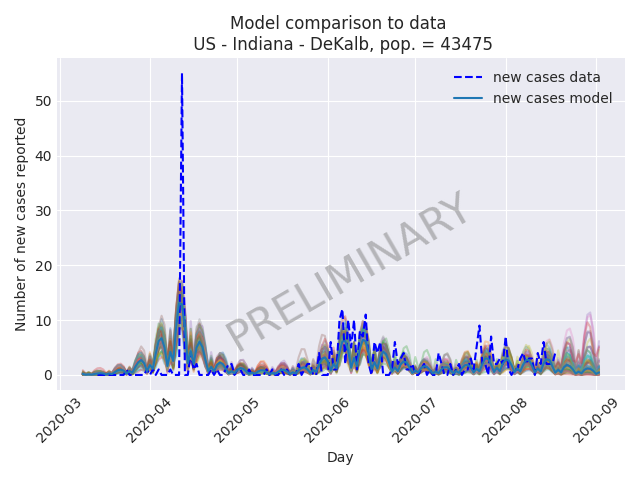 Model comparison to data
US - Indiana - DeKalb, pop. = 43475
new cases data
new cases model
Number of new cases reported
50
40
30
20
10
0
PRELIMINARY
2020-03
2020-04
2020-05
2020-06
2020-07
2020-08
2020-09
Day